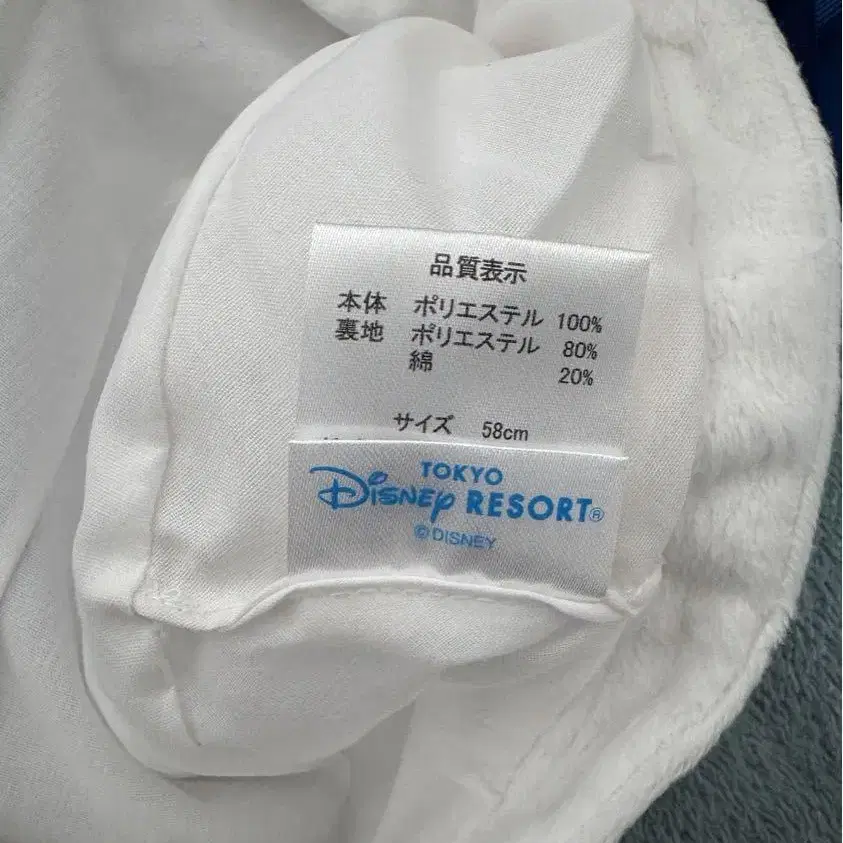 品質表示
本体 ポリエステル 100%
裏地 ポリエステル 80%
綿 20%
サイズ 58cm
TOKYO
Disney RESORT®
©DISNEY